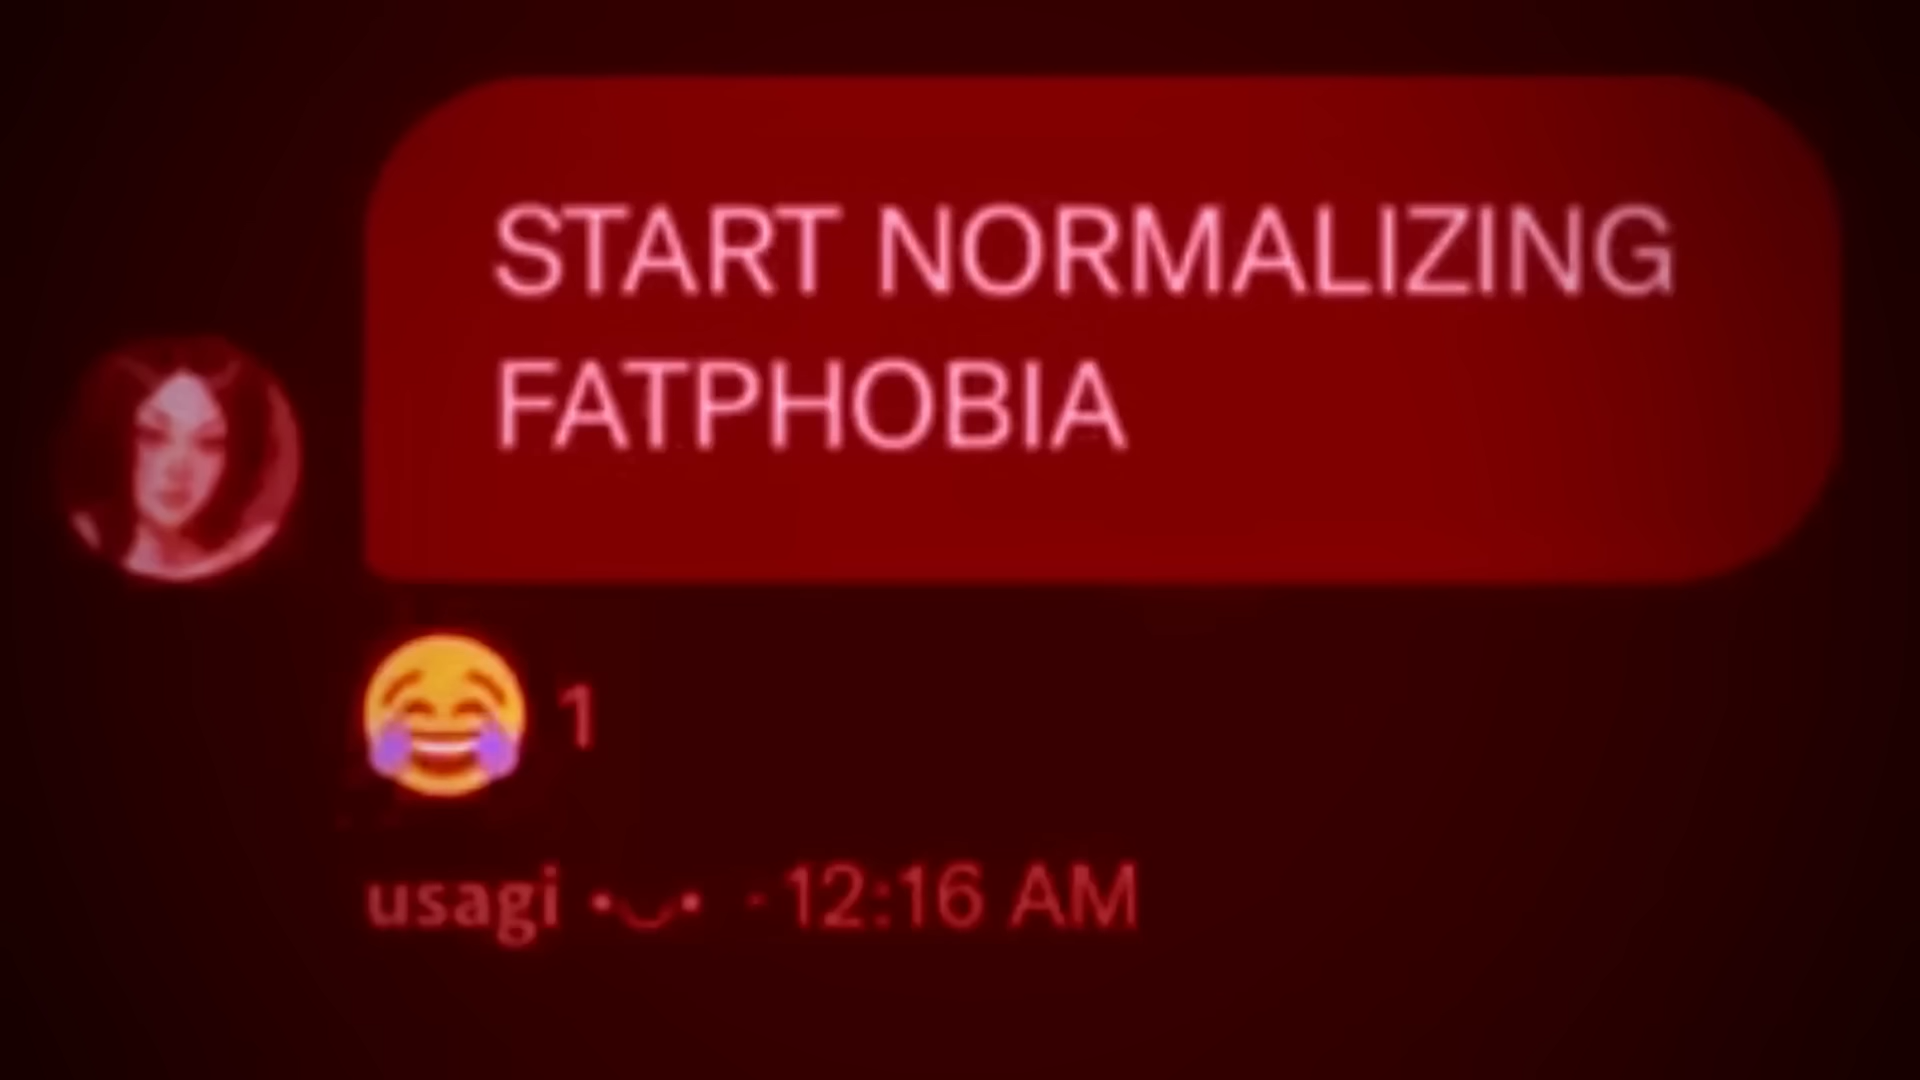 START NORMALIZING
FATPHOBIA
😂 1
usagi •◡• · 12:16 AM